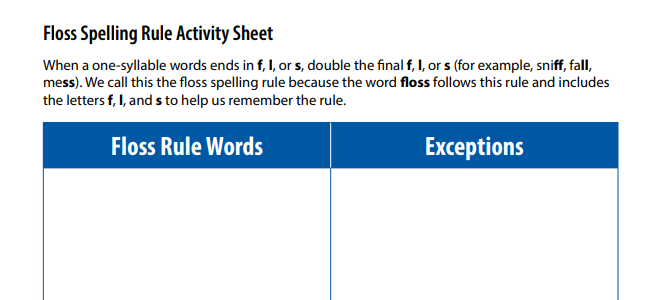 Floss Spelling Rule Activity Sheet
When a one-syllable words ends in f, l, or s, double the final f, l, or s (for example, sniff, fall,
mess). We call this the floss spelling rule because the word floss follows this rule and includes
the letters f, l, and s to help us remember the rule.
Floss Rule Words Exceptions